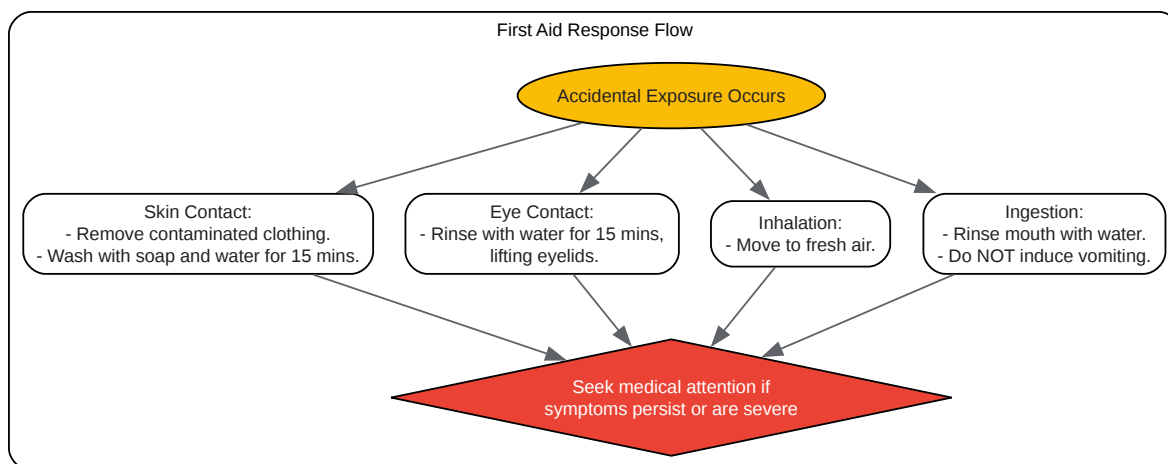 First Aid Response Flow
Accidental Exposure Occurs
Skin Contact:
- Remove contaminated clothing.
- Wash with soap and water for 15 mins.
Eye Contact:
- Rinse with water for 15 mins,
lifting eyelids.
Inhalation:
- Move to fresh air.
Ingestion:
- Rinse mouth with water.
- Do NOT induce vomiting.
Seek medical attention if
symptoms persist or are severe